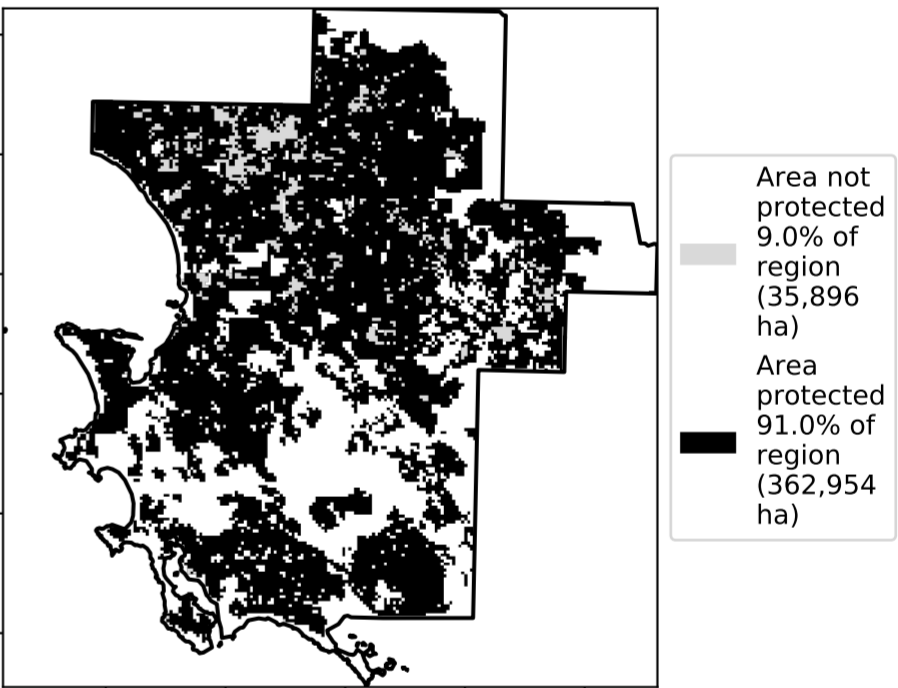 Area not
protected
9.0% of
region
(35,896
ha)
Area
protected
91.0% of
region
(362,954
ha)